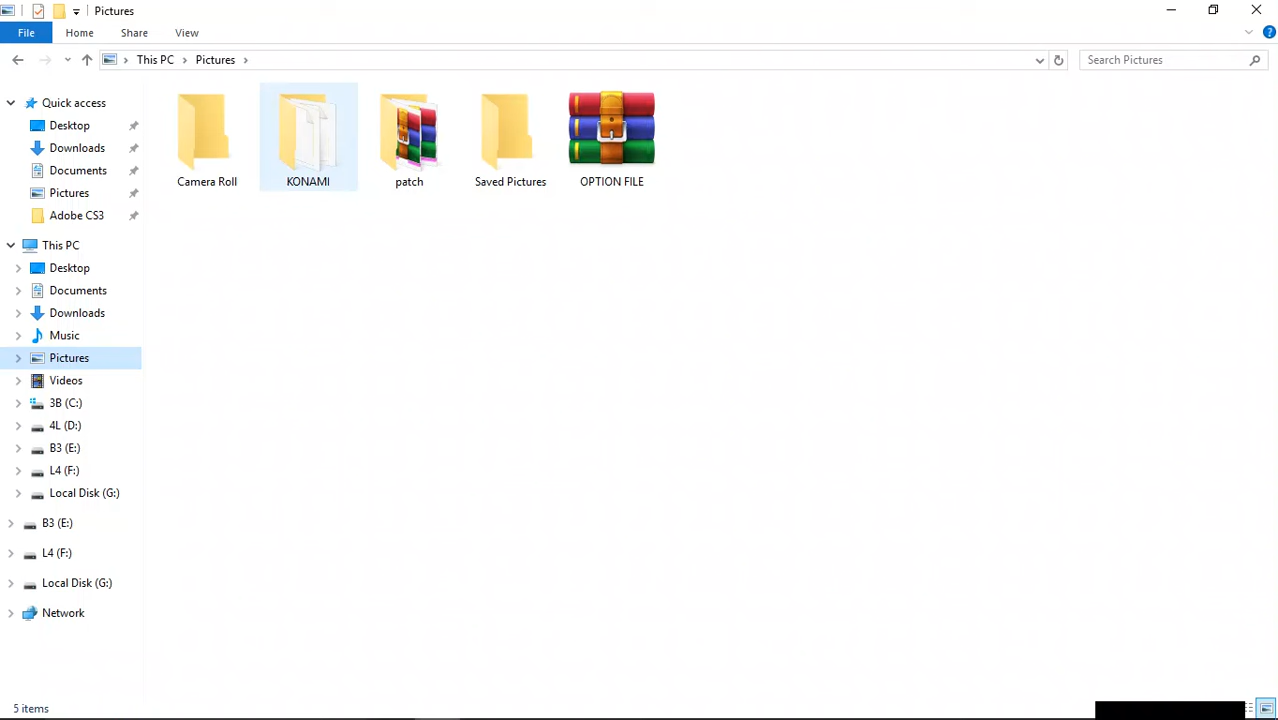 Pictures
File Home Share View
This PC Pictures
Search Pictures
Quick access
Desktop
Downloads
Documents
Pictures
Adobe CS3
This PC
Desktop
Documents
Downloads
Music
Pictures
Videos
3B (C:)
4L (D:)
B3 (E:)
L4 (F:)
Local Disk (G:)
B3 (E:)
L4 (F:)
Local Disk (G:)
Network
Camera Roll KONAMI patch Saved Pictures OPTION FILE
5 items